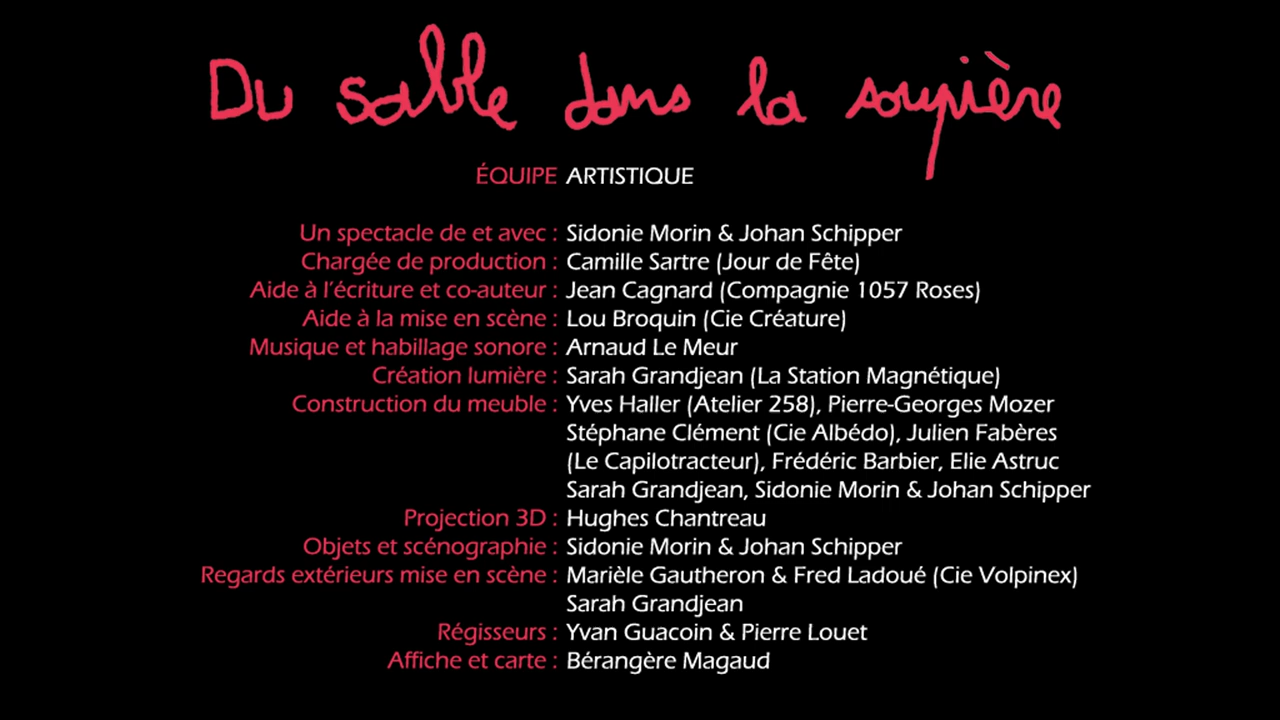 Du sable dans la soupière
ÉQUIPE ARTISTIQUE
Un spectacle de et avec : Sidonie Morin & Johan Schipper
Chargée de production : Camille Sartre (Jour de Fête)
Aide à l'écriture et co-auteur : Jean Cagnard (Compagnie 1057 Roses)
Aide à la mise en scène : Lou Broquin (Cie Créature)
Musique et habillage sonore : Arnaud Le Meur
Création lumière : Sarah Grandjean (La Station Magnétique)
Construction du meuble : Yves Haller (Atelier 258), Pierre-Georges Mozer
Stéphane Clément (Cie Albédo), Julien Fabères
(Le Capilotracteur), Frédéric Barbier, Elie Astruc
Sarah Grandjean, Sidonie Morin & Johan Schipper
Projection 3D : Hughes Chantreau
Objets et scénographie : Sidonie Morin & Johan Schipper
Regards extérieurs mise en scène : Marièle Gautheron & Fred Ladoué (Cie Volpinex)
Sarah Grandjean
Régisseurs : Yvan Guacoin & Pierre Louet
Affiche et carte : Bérangère Magaud